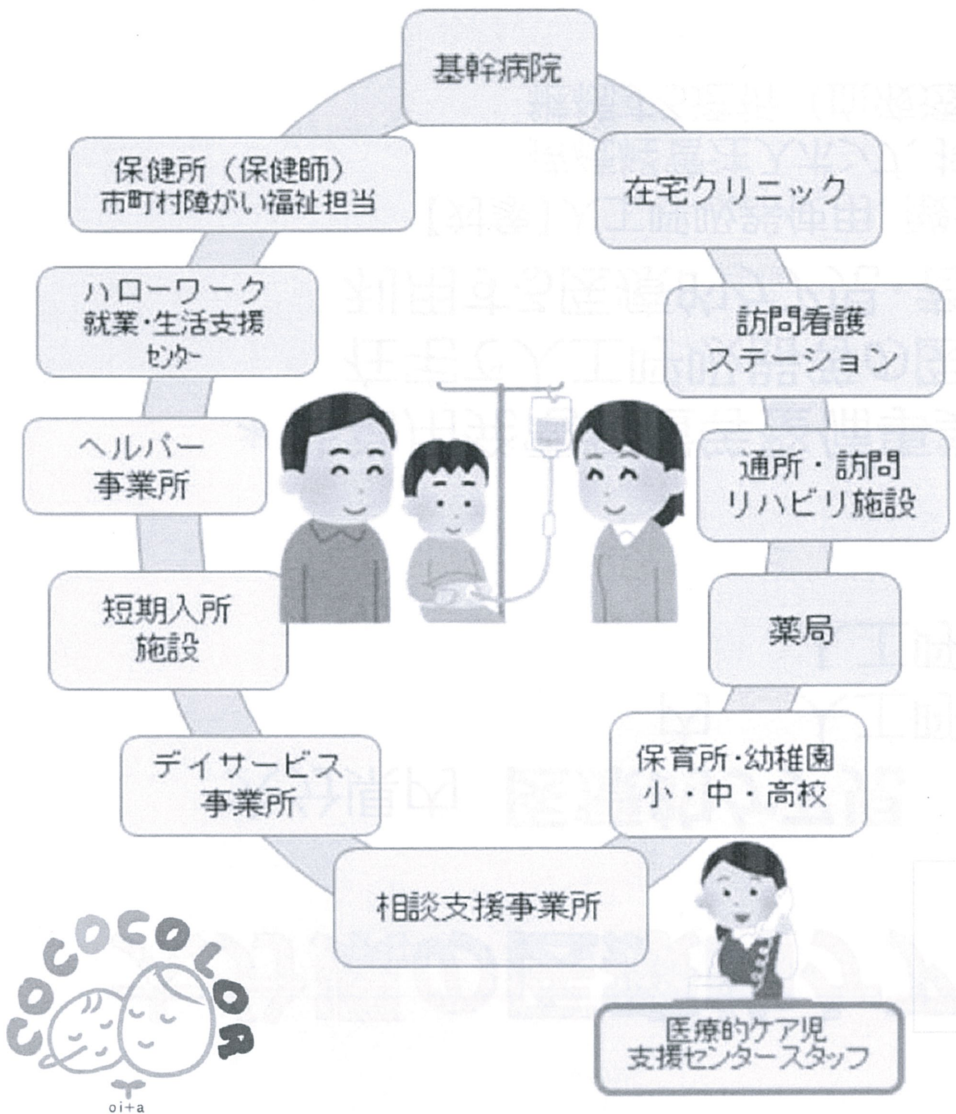 基幹病院
在宅クリニック
訪問看護
ステーション
通所・訪問
リハビリ施設
薬局
保育所・幼稚園
小・中・高校
相談支援事業所
デイサービス
事業所
短期入所
施設
ヘルパー
事業所
ハローワーク
就業・生活支援
センター
保健所（保健師）
市町村障がい福祉担当
医療的ケア児
支援センタースタッフ
COCOCOLOR
oi+a